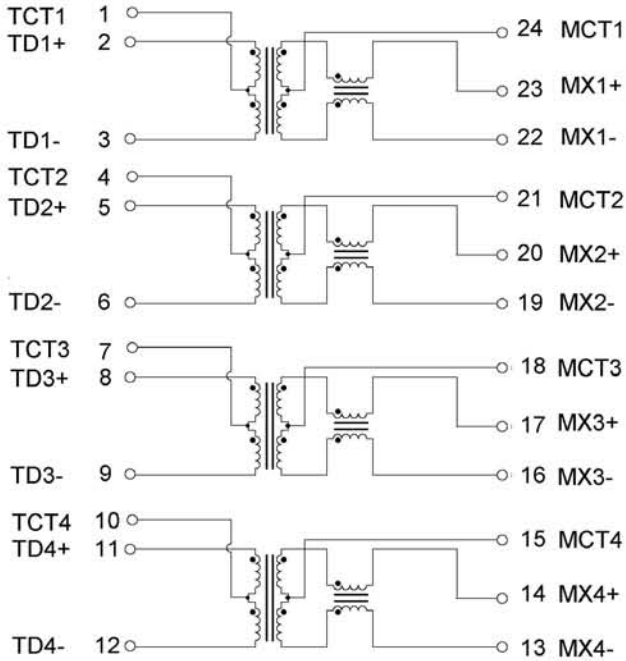 TCT1 1 24 MCT1
TD1+ 2
23 MX1+
TD1- 3 22 MX1-
TCT2 4
21 MCT2
TD2+ 5
20 MX2+
TD2- 6 19 MX2-
TCT3 7
18 MCT3
TD3+ 8
17 MX3+
TD3- 9 16 MX3-
TCT4 10
15 MCT4
TD4+ 11
14 MX4+
TD4- 12 13 MX4-